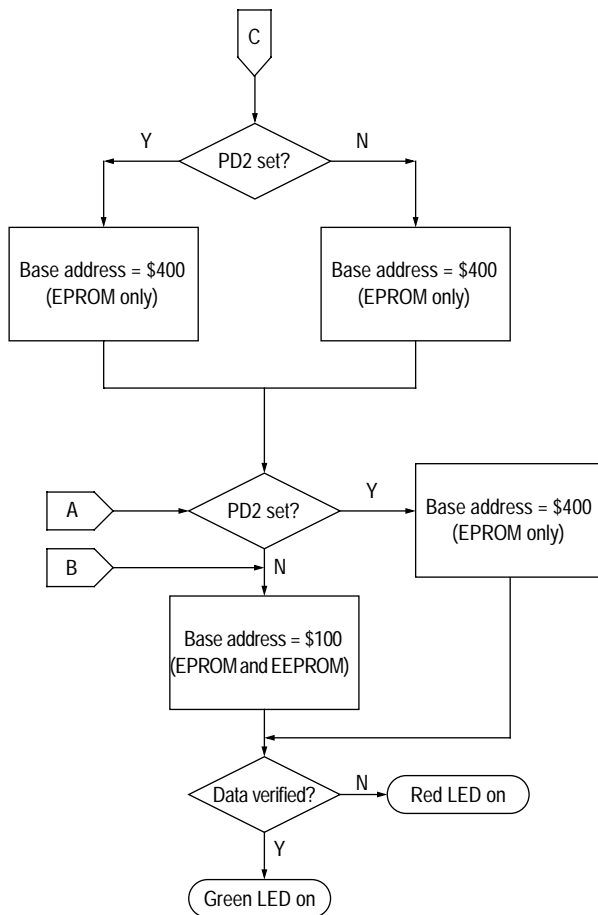 C
Y
PD2 set?
N
Base address = $400
(EPROM only)
Base address = $400
(EPROM only)
A
PD2 set?
Y
Base address = $400
(EPROM only)
B
N
Base address = $100
(EPROM and EEPROM)
Data verified?
N
Red LED on
Y
Green LED on